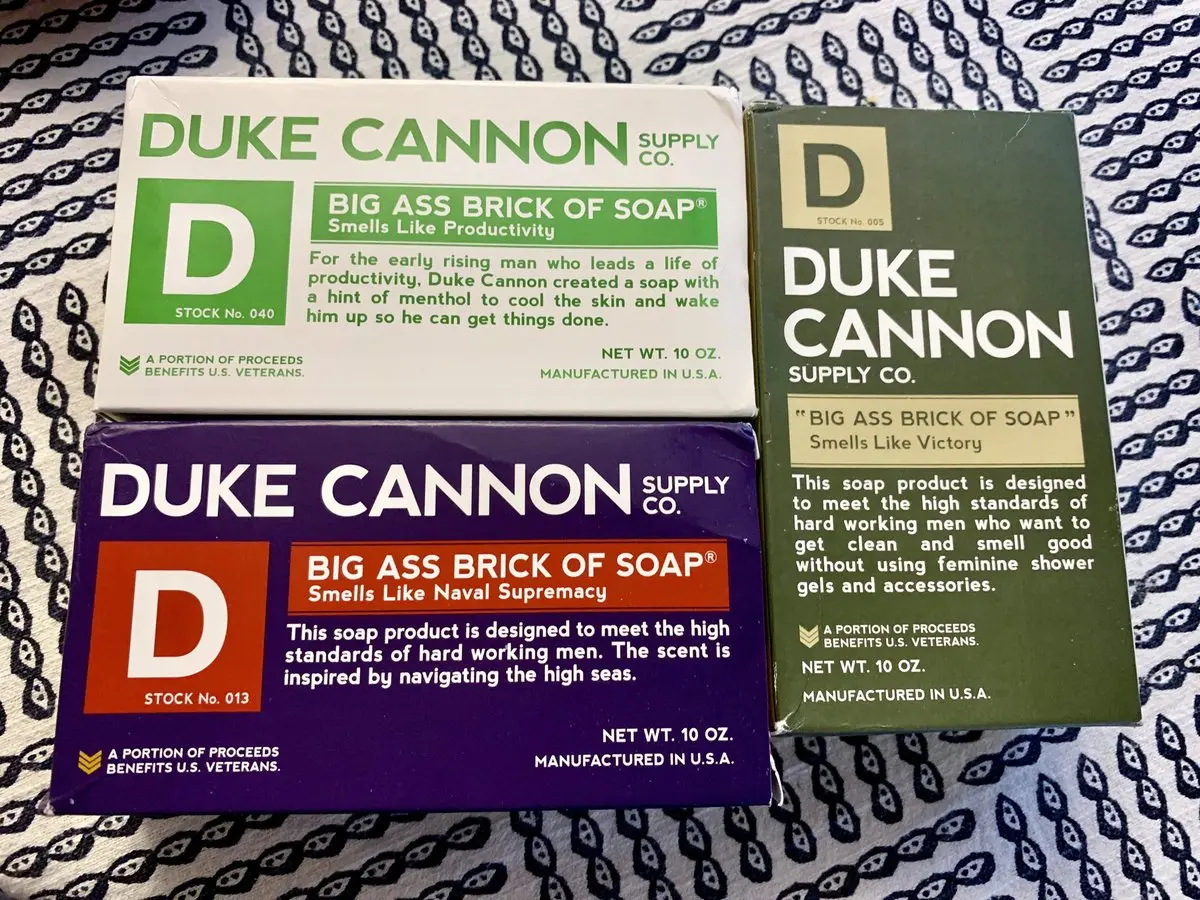 DUKE CANNON SUPPLY CO.
D
STOCK No. 040
BIG ASS BRICK OF SOAP®
Smells Like Productivity
For the early rising man who leads a life of
productivity, Duke Cannon created a soap with
a hint of menthol to cool the skin and wake
him up so he can get things done.
A PORTION OF PROCEEDS
BENEFITS U.S. VETERANS.
NET WT. 10 OZ.
MANUFACTURED IN U.S.A.
DUKE CANNON SUPPLY CO.
D
STOCK No. 013
BIG ASS BRICK OF SOAP®
Smells Like Naval Supremacy
This soap product is designed to meet the high
standards of hard working men. The scent is
inspired by navigating the high seas.
A PORTION OF PROCEEDS
BENEFITS U.S. VETERANS.
NET WT. 10 OZ.
MANUFACTURED IN U.S.A.
D
STOCK No. 005
DUKE
CANNON
SUPPLY CO.
"BIG ASS BRICK OF SOAP"
Smells Like Victory
This soap product is designed
to meet the high standards of
hard working men who want to
get clean and smell good
without using feminine shower
gels and accessories.
A PORTION OF PROCEEDS
BENEFITS U.S. VETERANS.
NET WT. 10 OZ.
MANUFACTURED IN U.S.A.